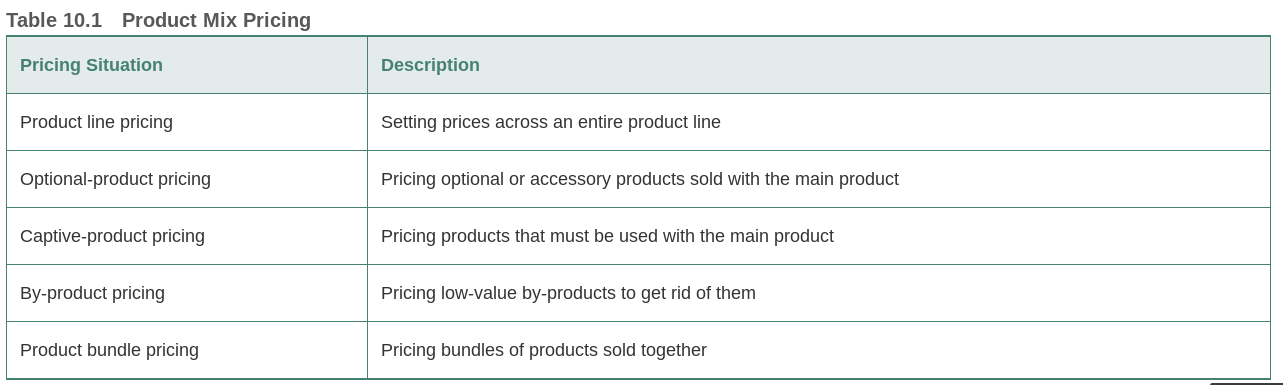 Table 10.1 Product Mix Pricing
Pricing Situation Description
Product line pricing Setting prices across an entire product line
Optional-product pricing Pricing optional or accessory products sold with the main product
Captive-product pricing Pricing products that must be used with the main product
By-product pricing Pricing low-value by-products to get rid of them
Product bundle pricing Pricing bundles of products sold together